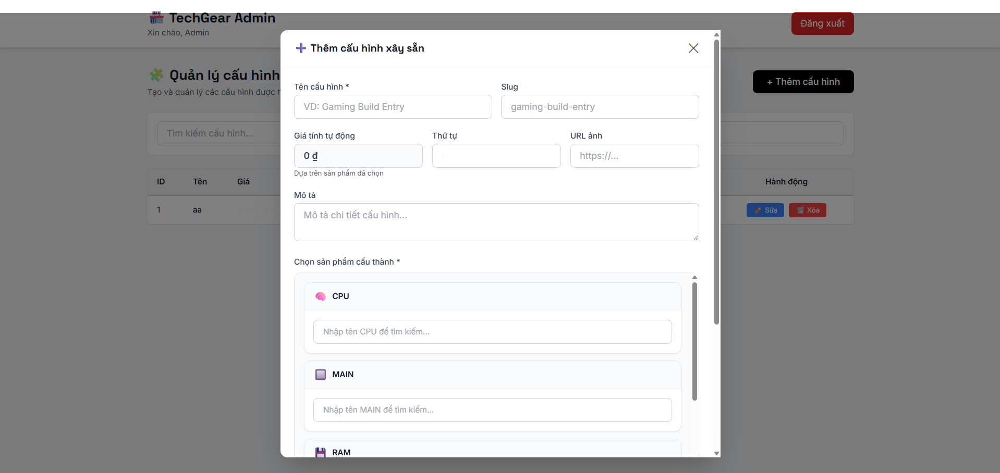 TechGear Admin
Xin chào, Admin
Đăng xuất
Thêm cấu hình xây sẵn
Quản lý cấu hình
Tạo và quản lý các cấu hình được
+ Thêm cấu hình
Tên cấu hình *
Slug
VD: Gaming Build Entry
gaming-build-entry
Tìm kiếm cấu hình...
Giá tính tự động
Thứ tự
URL ảnh
0 ₫
0
https://...
Dựa trên sản phẩm đã chọn
ID
Tên
Giá
Hành động
Mô tả
Mô tả chi tiết cấu hình...
1
aa
Sửa
Xóa
Chọn sản phẩm cấu thành *
CPU
Nhập tên CPU để tìm kiếm...
MAIN
Nhập tên MAIN để tìm kiếm...
RAM